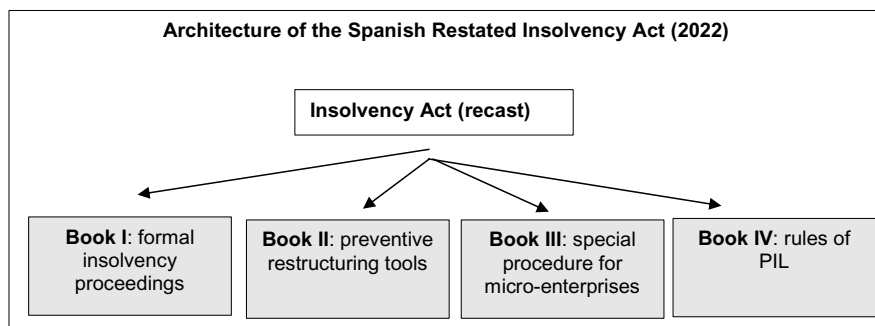 Architecture of the Spanish Restated Insolvency Act (2022)
Insolvency Act (recast)
Book I: formal
insolvency
proceedings
Book II: preventive
restructuring tools
Book III: special
procedure for
micro-enterprises
Book IV: rules of
PIL